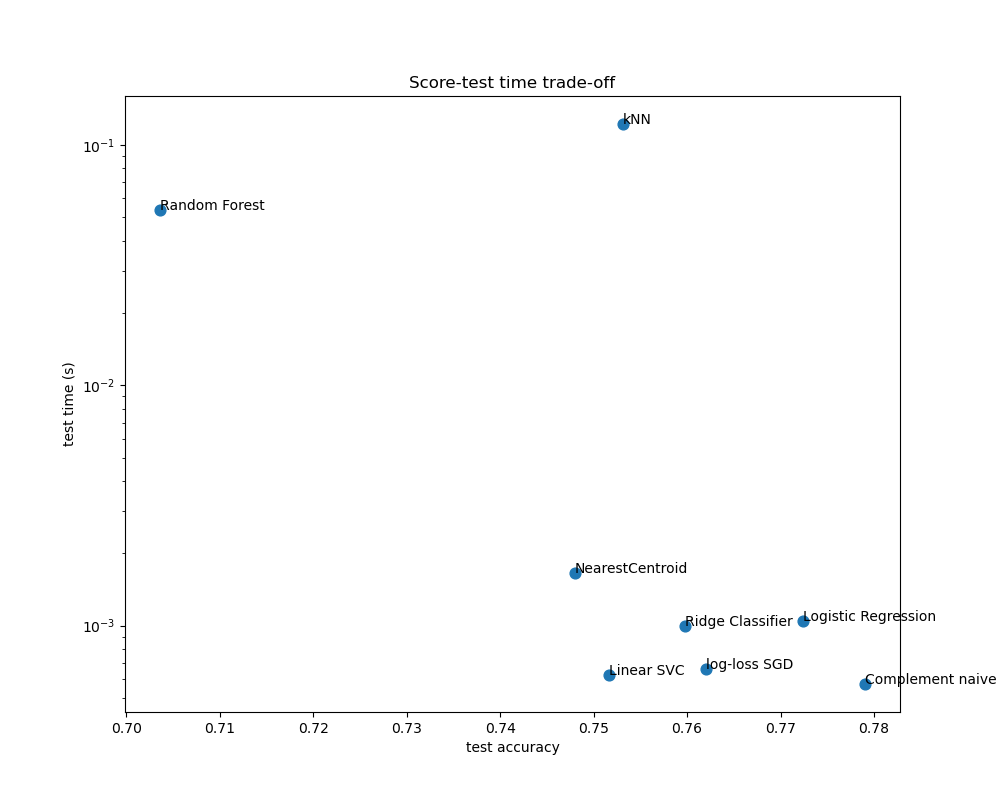 Score-test time trade-off
kNN
10⁻¹
Random Forest
test time (s)
10⁻²
NearestCentroid
10⁻³
Ridge Classifier
Logistic Regression
Linear SVC
log-loss SGD
Complement naive
0.70 0.71 0.72 0.73 0.74 0.75 0.76 0.77 0.78
test accuracy